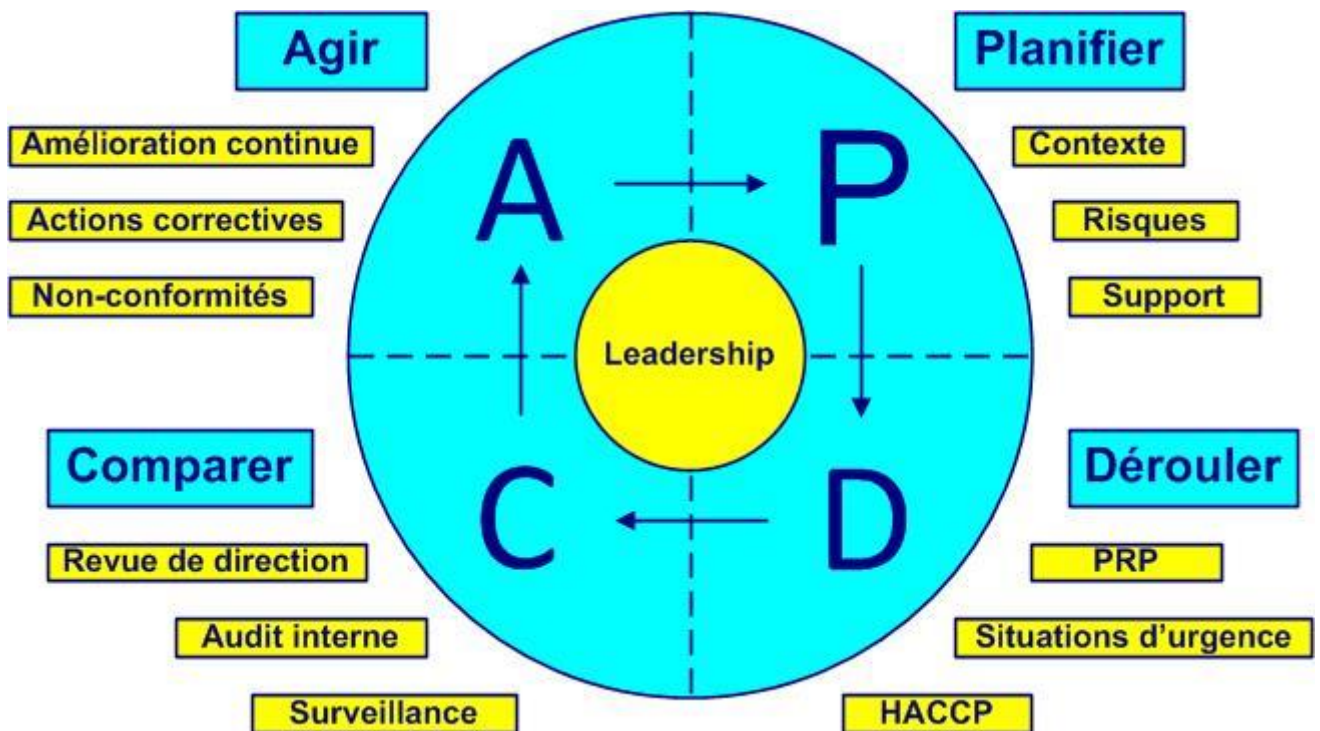 Agir
Planifier
Amélioration continue
Contexte
Actions correctives
Risques
Non-conformités
Support
A
P
Leadership
Comparer
Dérouler
C
D
Revue de direction
PRP
Audit interne
Situations d'urgence
Surveillance
HACCP